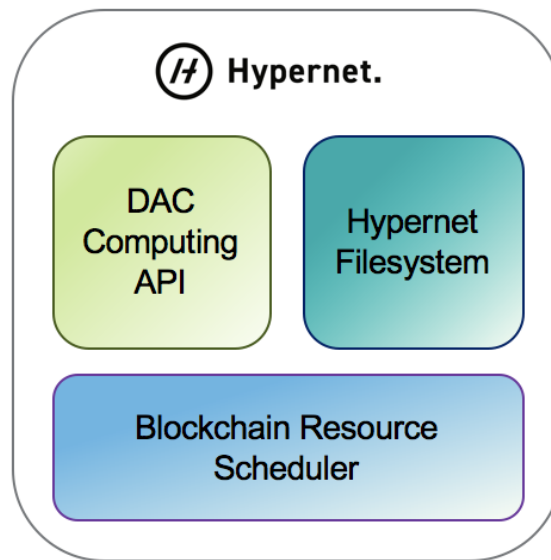 Hypernet.
DAC
Computing
API
Hypernet
Filesystem
Blockchain Resource
Scheduler